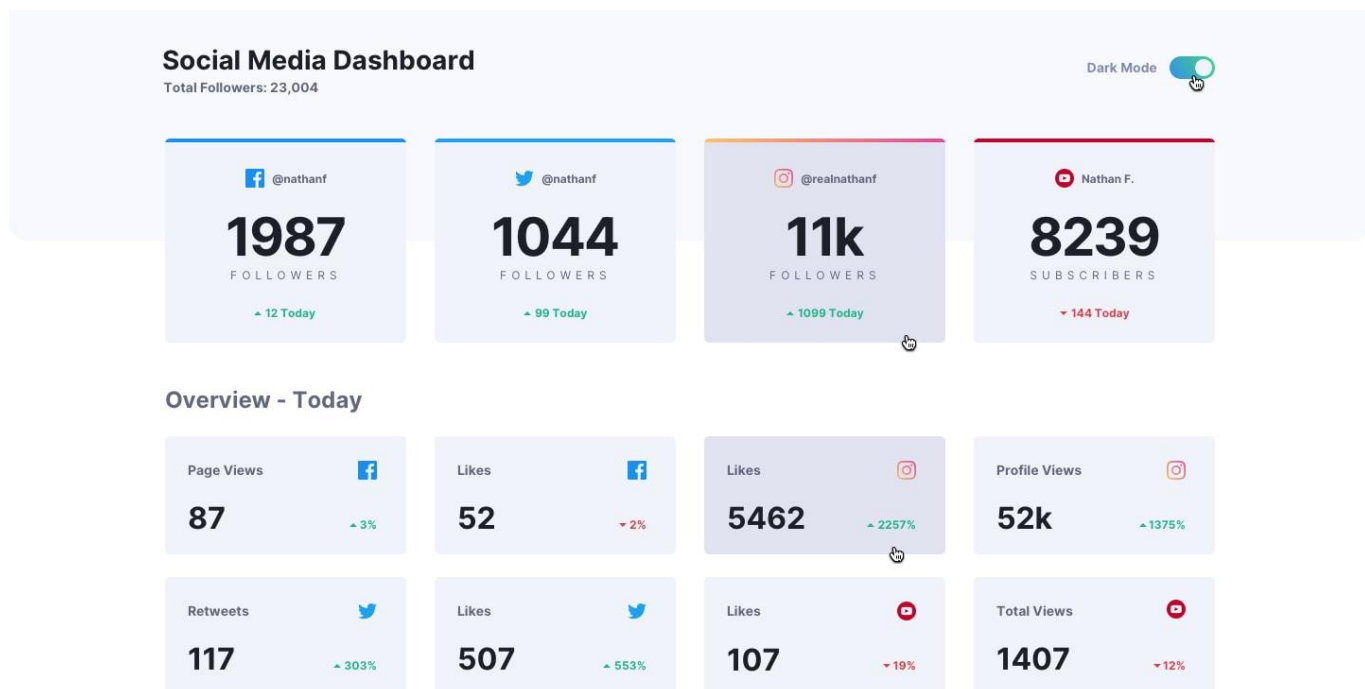 Social Media Dashboard
Total Followers: 23,004
Dark Mode
@nathanf
1987
FOLLOWERS
12 Today
@nathanf
1044
FOLLOWERS
99 Today
@realnathanf
11k
FOLLOWERS
1099 Today
Nathan F.
8239
SUBSCRIBERS
144 Today
Overview - Today
Page Views
87
3%
Likes
52
2%
Likes
5462
2257%
Profile Views
52k
1375%
Retweets
117
303%
Likes
507
553%
Likes
107
19%
Total Views
1407
12%